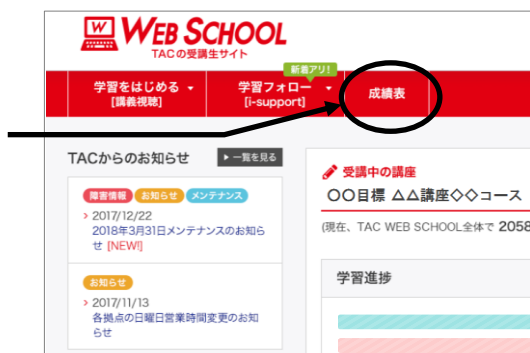 WEB SCHOOL
TACの受講生サイト
新着アリ!
学習をはじめる
[講義視聴]
学習フォロー
[i-support]
成績表
TACからのお知らせ
一覧を見る
障害情報 お知らせ メンテナンス
2017/12/22
2018年3月31日メンテナンスのお知ら
せ [NEW!]
お知らせ
2017/11/13
各拠点の日曜日営業時間変更のお知
らせ
受講中の講座
〇〇目標 △△講座◇◇コース
(現在、TAC WEB SCHOOL全体で 2058
学習進捗